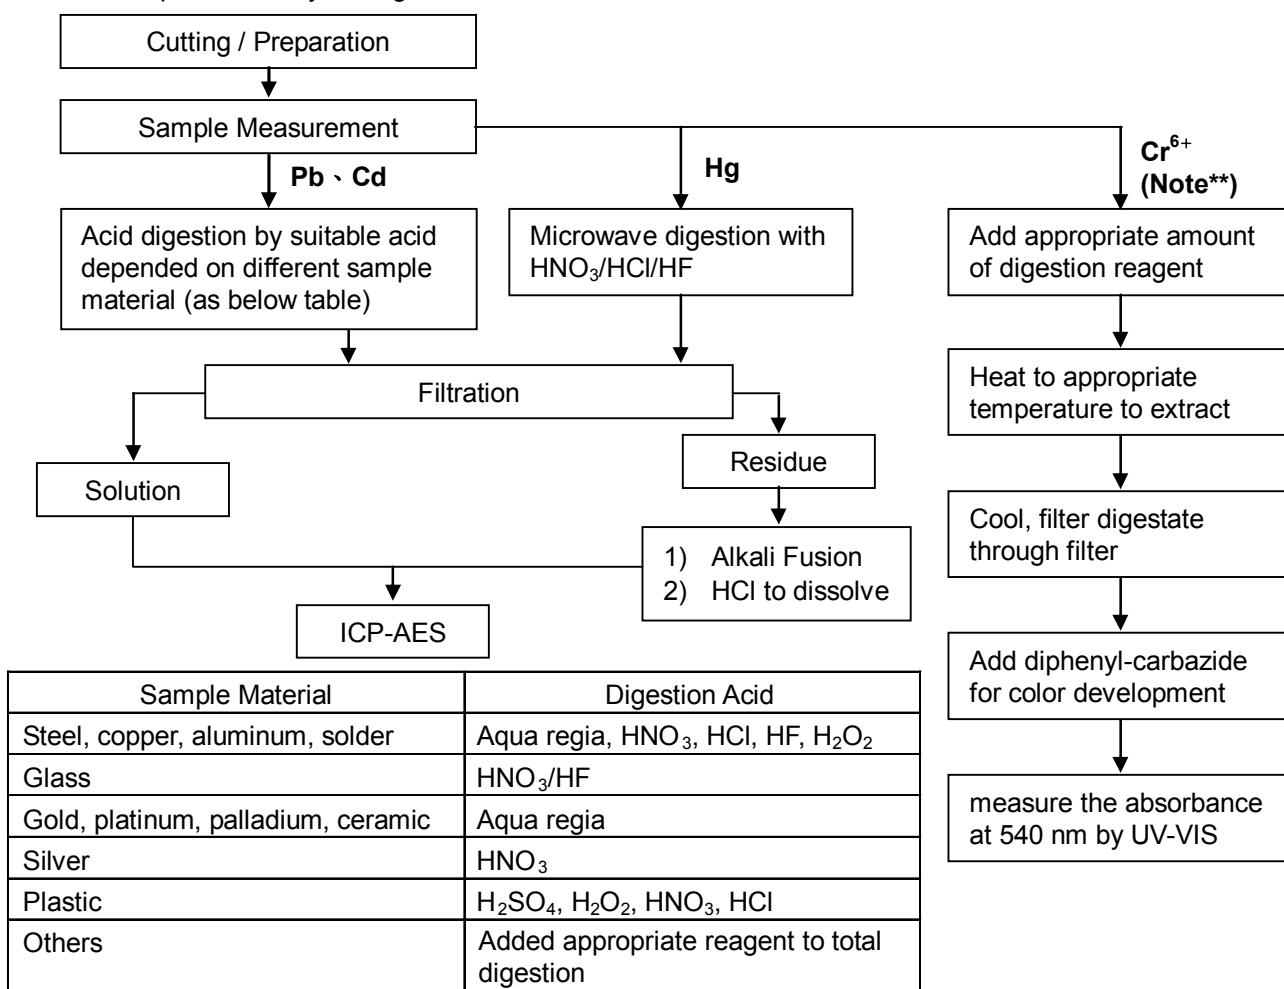 Cutting / Preparation
Sample Measurement
Pb、Cd
Hg
Cr⁶⁺
(Note**)
Acid digestion by suitable acid
depended on different sample
material (as below table)
Microwave digestion with
HNO₃/HCl/HF
Add appropriate amount
of digestion reagent
Filtration
Heat to appropriate
temperature to extract
Solution
Residue
Cool, filter digestate
through filter
1) Alkali Fusion
2) HCl to dissolve
ICP-AES
Add diphenyl-carbazide
for color development
measure the absorbance
at 540 nm by UV-VIS
Sample Material Digestion Acid
Steel, copper, aluminum, solder Aqua regia, HNO₃, HCl, HF, H₂O₂
Glass HNO₃/HF
Gold, platinum, palladium, ceramic Aqua regia
Silver HNO₃
Plastic H₂SO₄, H₂O₂, HNO₃, HCl
Others Added appropriate reagent to total
digestion